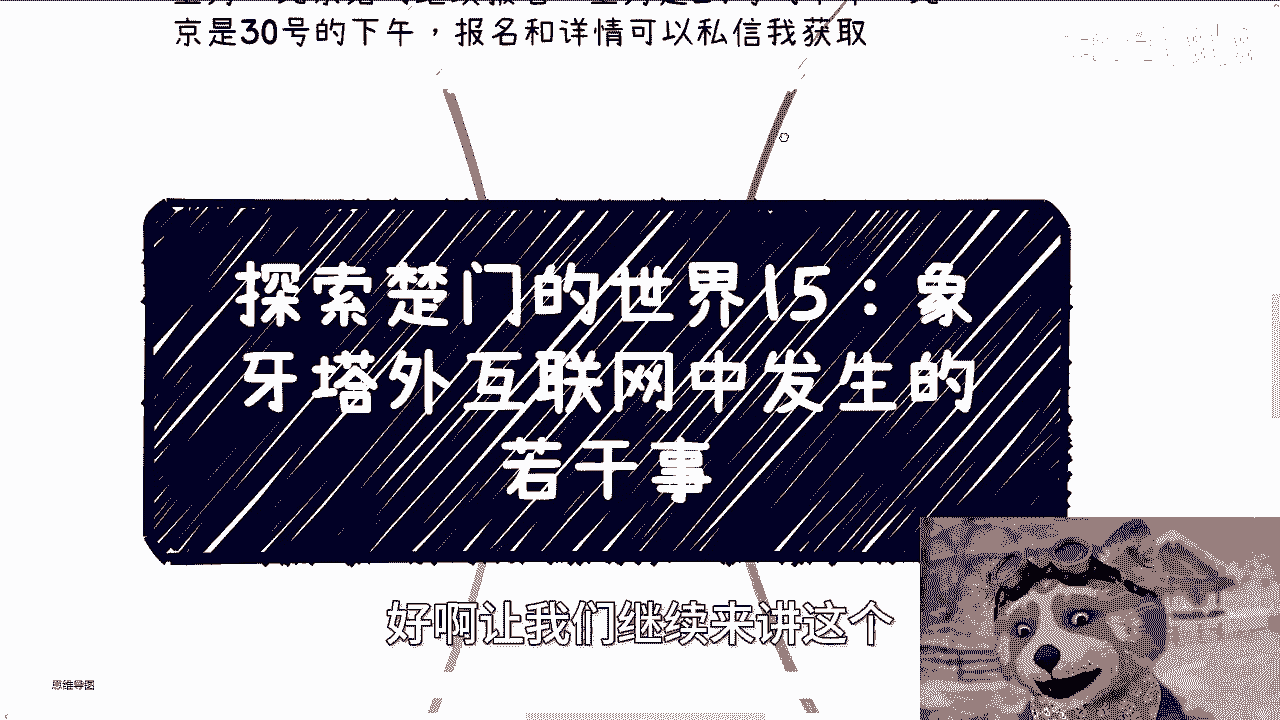 京是30号的下午，报名和详情可以私信我获取
探索楚门的世界15：象
牙塔外互联网中发生的
若干事
好啊让我们继续来讲这个
思维导图